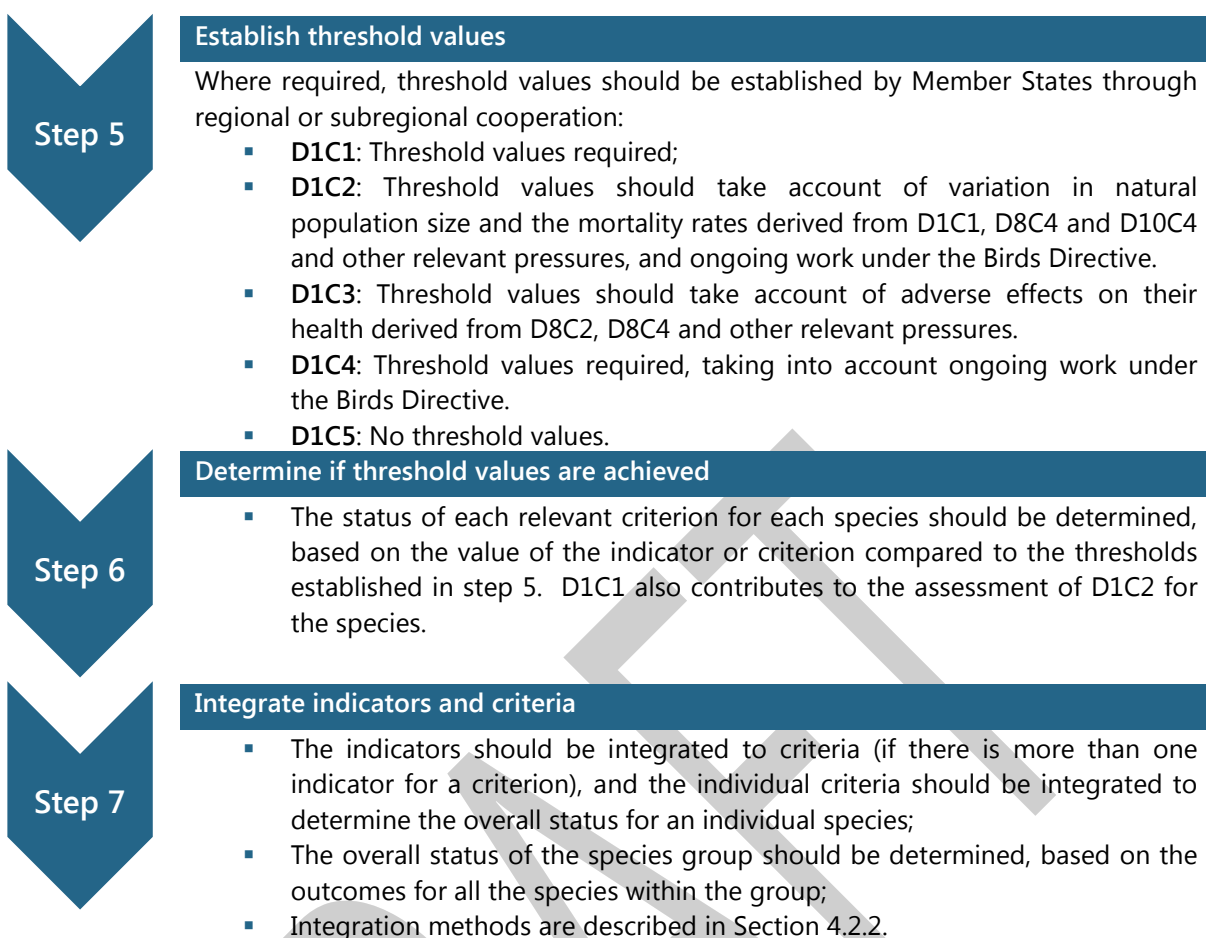 Establish threshold values
Where required, threshold values should be established by Member States through
regional or subregional cooperation:
Step 5
▪ D1C1: Threshold values required;
▪ D1C2: Threshold values should take account of variation in natural
population size and the mortality rates derived from D1C1, D8C4 and D10C4
and other relevant pressures, and ongoing work under the Birds Directive.
▪ D1C3: Threshold values should take account of adverse effects on their
health derived from D8C2, D8C4 and other relevant pressures.
▪ D1C4: Threshold values required, taking into account ongoing work under
the Birds Directive.
▪ D1C5: No threshold values.
Determine if threshold values are achieved
▪ The status of each relevant criterion for each species should be determined,
based on the value of the indicator or criterion compared to the thresholds
Step 6
established in step 5. D1C1 also contributes to the assessment of D1C2 for
the species.
Integrate indicators and criteria
▪ The indicators should be integrated to criteria (if there is more than one
indicator for a criterion), and the individual criteria should be integrated to
Step 7
determine the overall status for an individual species;
▪ The overall status of the species group should be determined, based on the
outcomes for all the species within the group;
▪ Integration methods are described in Section 4.2.2.